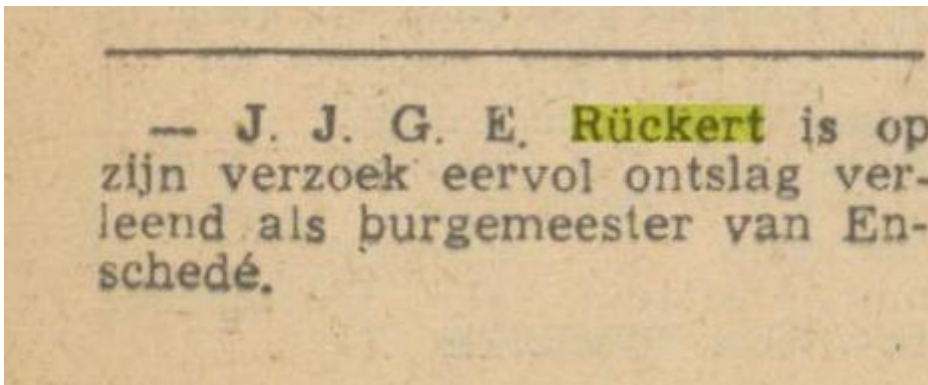 — J. J. G. E. Rückert is op
zijn verzoek eervol ontslag ver-
leend als burgemeester van En-
schedé.